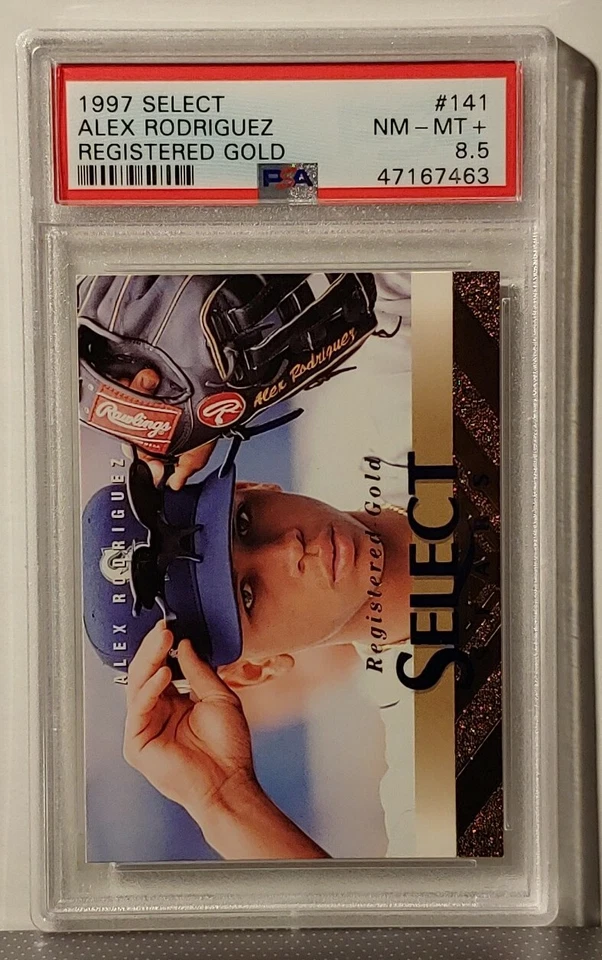 1997 SELECT #141
ALEX RODRIGUEZ NM - MT +
REGISTERED GOLD 8.5
PSA 47167463
Rawlings
R
Alex Rodriguez
ALEX RODRIGUEZ
Registered Gold
SELECT